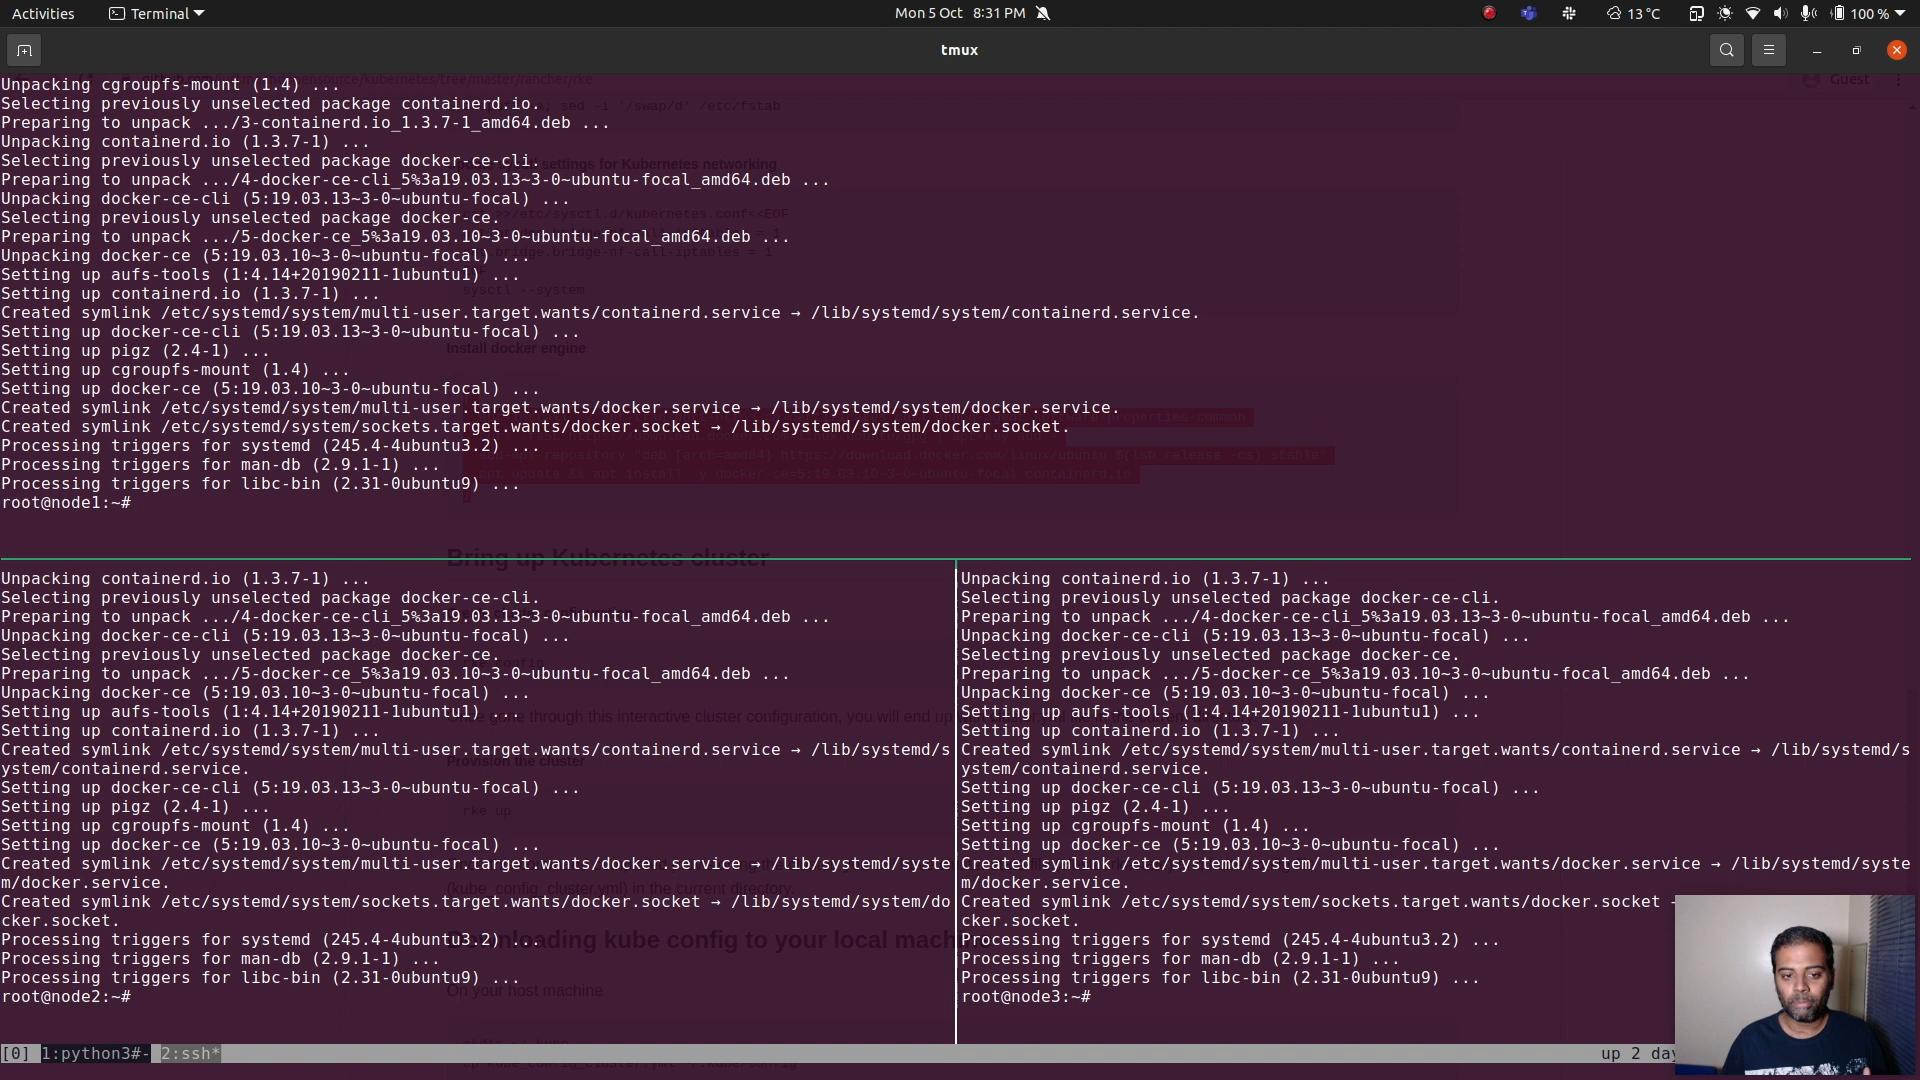 Activities Terminal Mon 5 Oct 8:31 PM 13 °C 100 %
tmux
Unpacking cgroupfs-mount (1.4) ...
Selecting previously unselected package containerd.io.
Preparing to unpack .../3-containerd.io_1.3.7-1_amd64.deb ...
Unpacking containerd.io (1.3.7-1) ...
Selecting previously unselected package docker-ce-cli.
Preparing to unpack .../4-docker-ce-cli_5%3a19.03.13~3-0~ubuntu-focal_amd64.deb ...
Unpacking docker-ce-cli (5:19.03.13~3-0~ubuntu-focal) ...
Selecting previously unselected package docker-ce.
Preparing to unpack .../5-docker-ce_5%3a19.03.10~3-0~ubuntu-focal_amd64.deb ...
Unpacking docker-ce (5:19.03.10~3-0~ubuntu-focal) ...
Setting up aufs-tools (1:4.14+20190211-1ubuntu1) ...
Setting up containerd.io (1.3.7-1) ...
Created symlink /etc/systemd/system/multi-user.target.wants/containerd.service → /lib/systemd/system/containerd.service.
Setting up docker-ce-cli (5:19.03.13~3-0~ubuntu-focal) ...
Setting up pigz (2.4-1) ...
Setting up cgroupfs-mount (1.4) ...
Setting up docker-ce (5:19.03.10~3-0~ubuntu-focal) ...
Created symlink /etc/systemd/system/multi-user.target.wants/docker.service → /lib/systemd/system/docker.service.
Created symlink /etc/systemd/system/sockets.target.wants/docker.socket → /lib/systemd/system/docker.socket.
Processing triggers for systemd (245.4-4ubuntu3.2) ...
Processing triggers for man-db (2.9.1-1) ...
Processing triggers for libc-bin (2.31-0ubuntu9) ...
root@node1:~#
Unpacking containerd.io (1.3.7-1) ...
Selecting previously unselected package docker-ce-cli.
Preparing to unpack .../4-docker-ce-cli_5%3a19.03.13~3-0~ubuntu-focal_amd64.deb ...
Unpacking docker-ce-cli (5:19.03.13~3-0~ubuntu-focal) ...
Selecting previously unselected package docker-ce.
Preparing to unpack .../5-docker-ce_5%3a19.03.10~3-0~ubuntu-focal_amd64.deb ...
Unpacking docker-ce (5:19.03.10~3-0~ubuntu-focal) ...
Setting up aufs-tools (1:4.14+20190211-1ubuntu1) ...
Setting up containerd.io (1.3.7-1) ...
Created symlink /etc/systemd/system/multi-user.target.wants/containerd.service → /lib/systemd/s
ystem/containerd.service.
Setting up docker-ce-cli (5:19.03.13~3-0~ubuntu-focal) ...
Setting up pigz (2.4-1) ...
Setting up cgroupfs-mount (1.4) ...
Setting up docker-ce (5:19.03.10~3-0~ubuntu-focal) ...
Created symlink /etc/systemd/system/multi-user.target.wants/docker.service → /lib/systemd/syste
m/docker.service.
Created symlink /etc/systemd/system/sockets.target.wants/docker.socket → /lib/systemd/system/do
cker.socket.
Processing triggers for systemd (245.4-4ubuntu3.2) ...
Processing triggers for man-db (2.9.1-1) ...
Processing triggers for libc-bin (2.31-0ubuntu9) ...
root@node2:~#
Unpacking containerd.io (1.3.7-1) ...
Selecting previously unselected package docker-ce-cli.
Preparing to unpack .../4-docker-ce-cli_5%3a19.03.13~3-0~ubuntu-focal_amd64.deb ...
Unpacking docker-ce-cli (5:19.03.13~3-0~ubuntu-focal) ...
Selecting previously unselected package docker-ce.
Preparing to unpack .../5-docker-ce_5%3a19.03.10~3-0~ubuntu-focal_amd64.deb ...
Unpacking docker-ce (5:19.03.10~3-0~ubuntu-focal) ...
Setting up aufs-tools (1:4.14+20190211-1ubuntu1) ...
Setting up containerd.io (1.3.7-1) ...
Created symlink /etc/systemd/system/multi-user.target.wants/containerd.service → /lib/systemd/s
ystem/containerd.service.
Setting up docker-ce-cli (5:19.03.13~3-0~ubuntu-focal) ...
Setting up pigz (2.4-1) ...
Setting up cgroupfs-mount (1.4) ...
Setting up docker-ce (5:19.03.10~3-0~ubuntu-focal) ...
Created symlink /etc/systemd/system/multi-user.target.wants/docker.service → /lib/systemd/syste
m/docker.service.
Created symlink /etc/systemd/system/sockets.target.wants/docker.socket
cker.socket.
Processing triggers for systemd (245.4-4ubuntu3.2) ...
Processing triggers for man-db (2.9.1-1) ...
Processing triggers for libc-bin (2.31-0ubuntu9) ...
root@node3:~#
[0] 1:python3#- 2:ssh* up 2 day